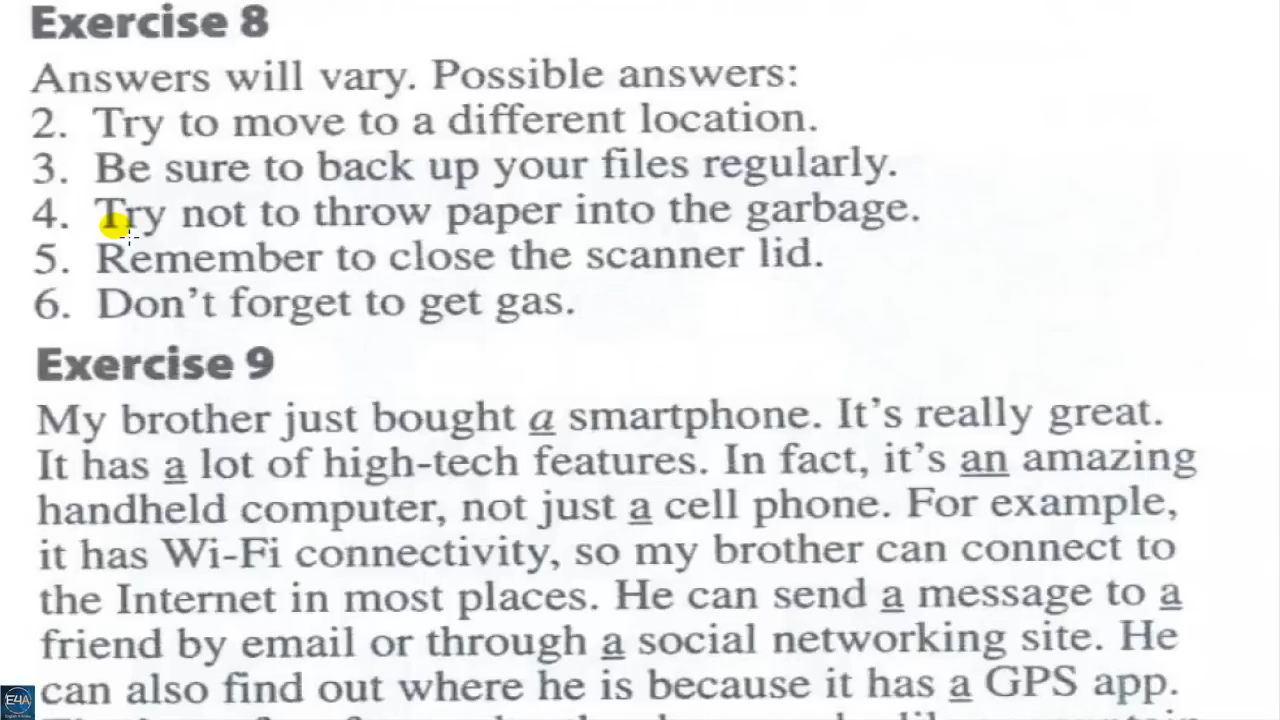 Exercise 8
Answers will vary. Possible answers:
2. Try to move to a different location.
3. Be sure to back up your files regularly.
4. Try not to throw paper into the garbage.
5. Remember to close the scanner lid.
6. Don't forget to get gas.
Exercise 9
My brother just bought a smartphone. It's really great.
It has a lot of high-tech features. In fact, it's an amazing
handheld computer, not just a cell phone. For example,
it has Wi-Fi connectivity, so my brother can connect to
the Internet in most places. He can send a message to a
friend by email or through a social networking site. He
can also find out where he is because it has a GPS app.
E4A